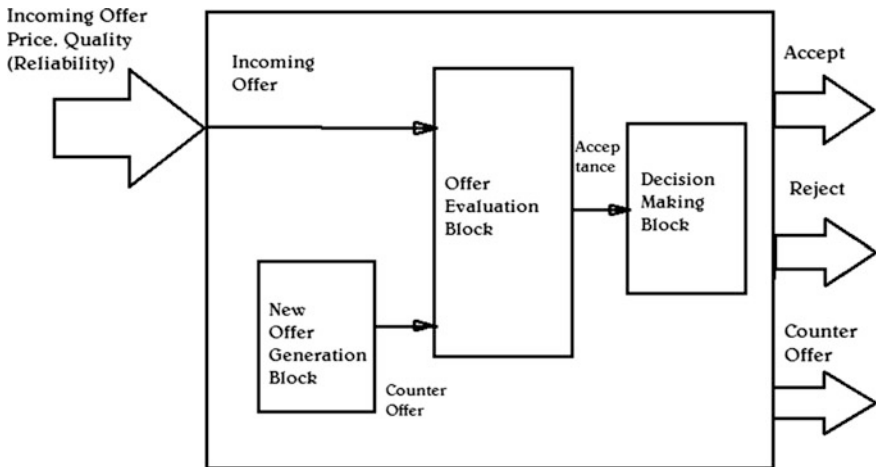 Incoming Offer
Price, Quality
(Reliability)
Incoming
Offer
Accept
Accep
tance
Offer
Evaluation
Block
Decision
Making
Block
Reject
New
Offer
Generation
Block
Counter
Offer
Counter
Offer